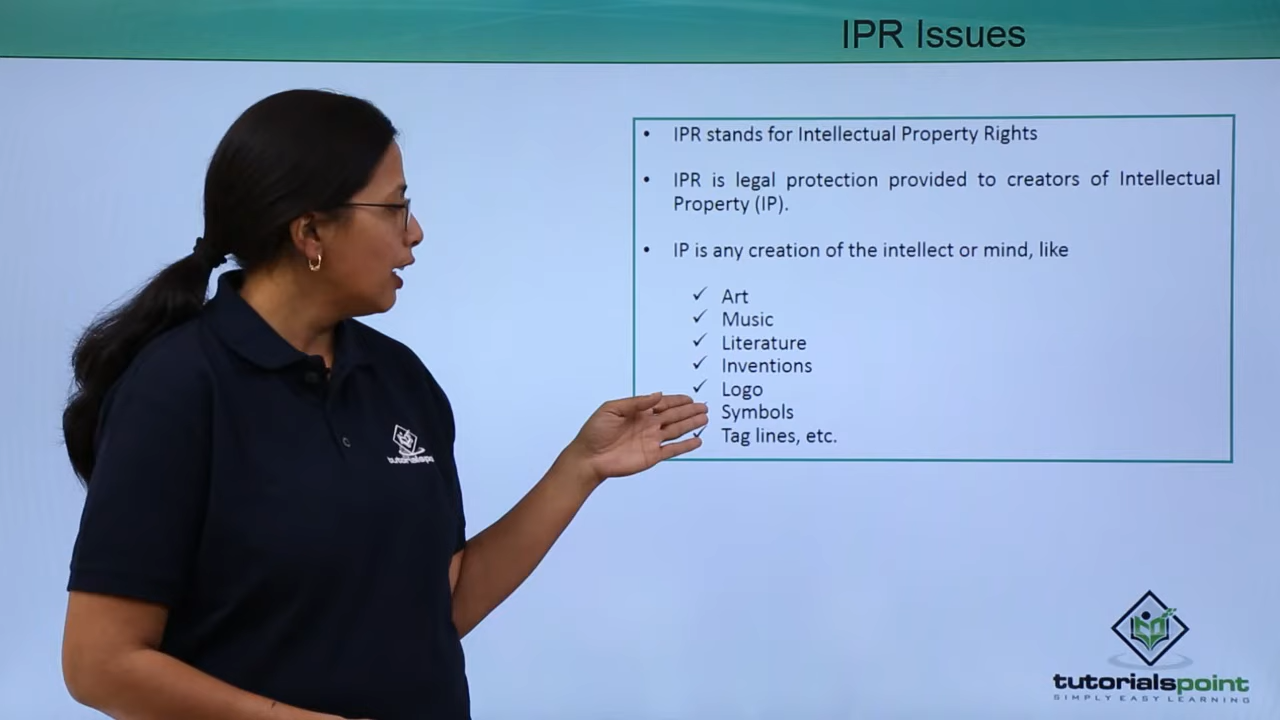 IPR Issues
• IPR stands for Intellectual Property Rights
• IPR is legal protection provided to creators of Intellectual
Property (IP).
• IP is any creation of the intellect or mind, like
✓ Art
✓ Music
✓ Literature
✓ Inventions
✓ Logo
Symbols
✓ Tag lines, etc.
tutorialspoint
SIMPLY EASY LEARNING